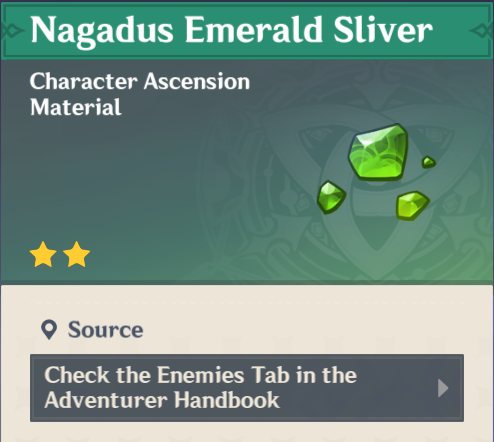 Nagadus Emerald Sliver
Character Ascension
Material
Source
Check the Enemies Tab in the
Adventurer Handbook